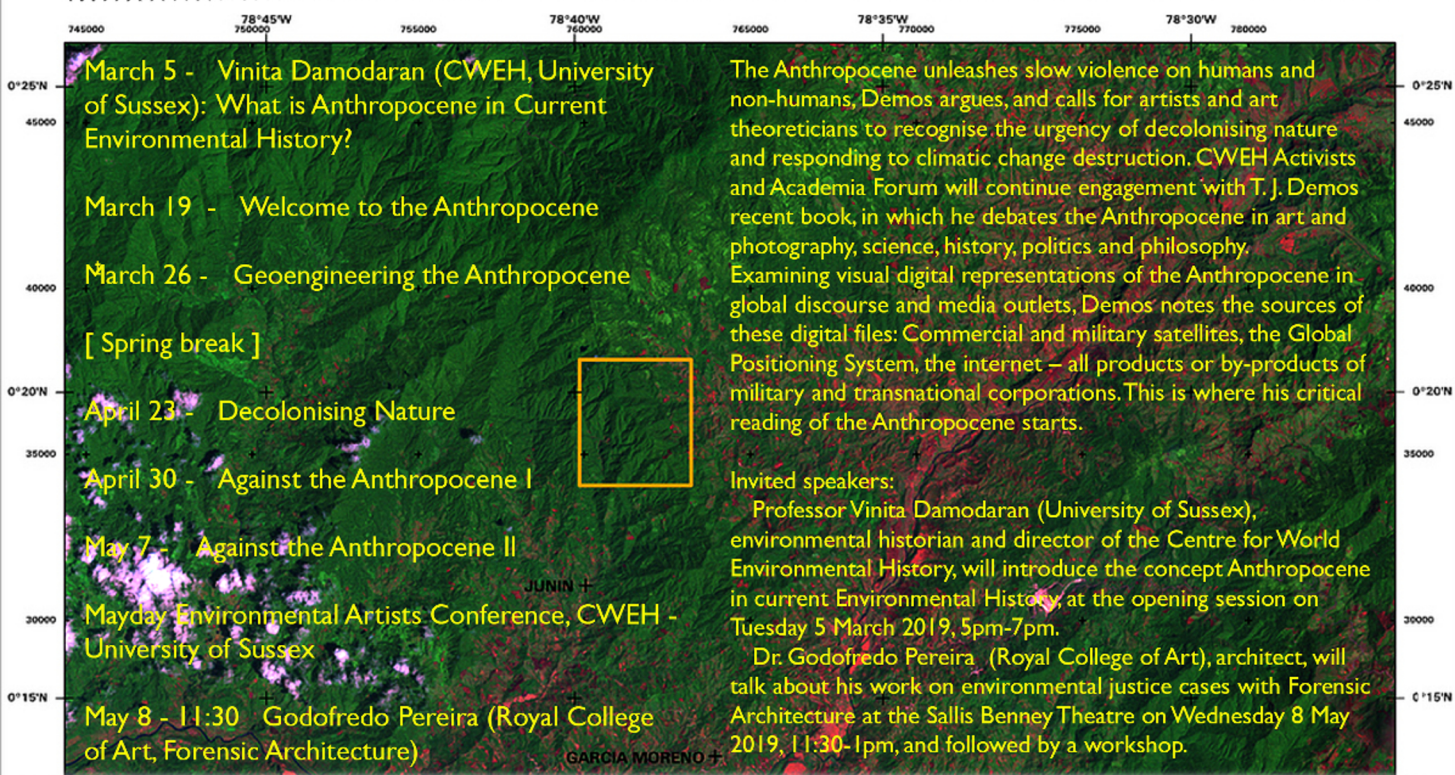 78°45'W 78°40'W 78°35'W 78°30'W
745000 750000 755000 760000 765000 770000 775000 780000
0°25'N 0°25'N
45000 45000
40000 40000
0°20'N 0°20'N
35000 35000
30000 30000
0°15'N 0°15'N
March 5 - Vinita Damodaran (CWEH, University
of Sussex): What is Anthropocene in Current
Environmental History?
March 19 - Welcome to the Anthropocene
March 26 - Geoengineering the Anthropocene
[ Spring break ]
April 23 - Decolonising Nature
April 30 - Against the Anthropocene I
May 7 - Against the Anthropocene II
JUNIN
Mayday Environmental Artists Conference, CWEH -
University of Sussex
May 8 - 11:30 Godofredo Pereira (Royal College
of Art, Forensic Architecture)
GARCIA MORENO
The Anthropocene unleashes slow violence on humans and
non-humans, Demos argues, and calls for artists and art
theoreticians to recognise the urgency of decolonising nature
and responding to climatic change destruction. CWEH Activists
and Academia Forum will continue engagement with T. J. Demos
recent book, in which he debates the Anthropocene in art and
photography, science, history, politics and philosophy.
Examining visual digital representations of the Anthropocene in
global discourse and media outlets, Demos notes the sources of
these digital files: Commercial and military satellites, the Global
Positioning System, the internet – all products or by-products of
military and transnational corporations. This is where his critical
reading of the Anthropocene starts.
Invited speakers:
Professor Vinita Damodaran (University of Sussex),
environmental historian and director of the Centre for World
Environmental History, will introduce the concept Anthropocene
in current Environmental History, at the opening session on
Tuesday 5 March 2019, 5pm-7pm.
Dr. Godofredo Pereira (Royal College of Art), architect, will
talk about his work on environmental justice cases with Forensic
Architecture at the Sallis Benney Theatre on Wednesday 8 May
2019, 11:30-1pm, and followed by a workshop.